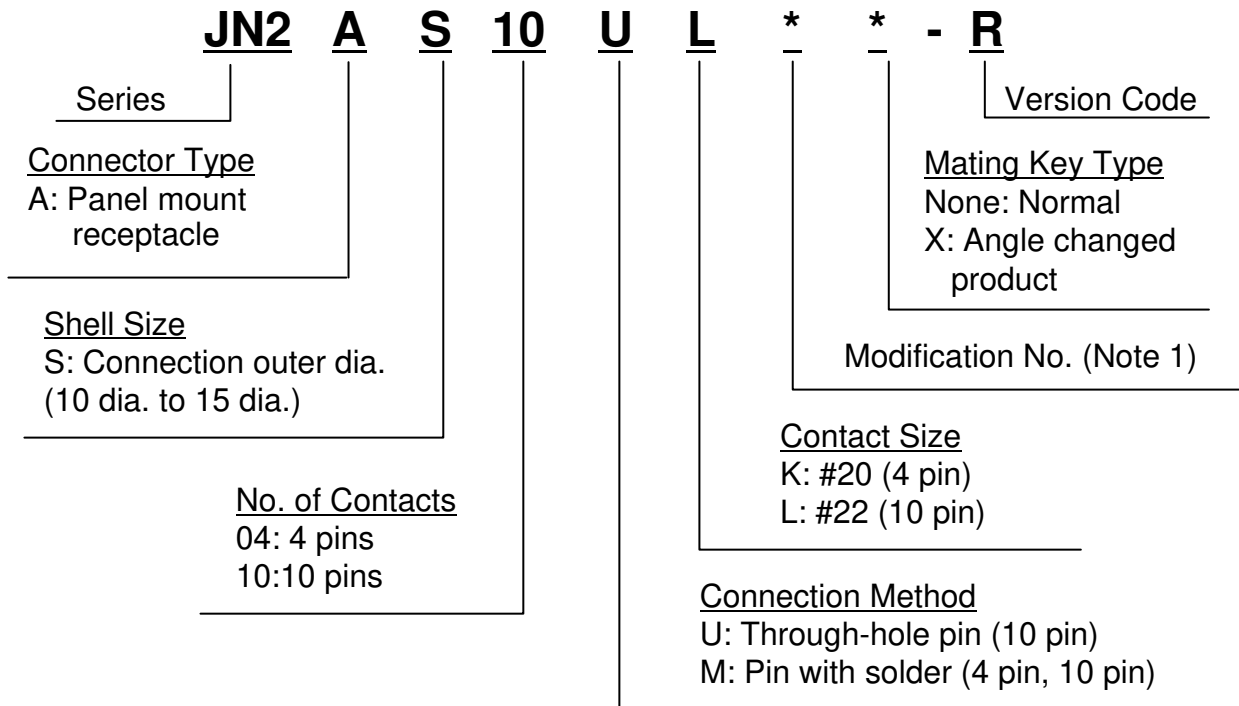 JN2 A S 10 U L * * - R
Series
Version Code
Connector Type
A: Panel mount
receptacle
Mating Key Type
None: Normal
X: Angle changed
product
Shell Size
S: Connection outer dia.
(10 dia. to 15 dia.)
Modification No. (Note 1)
Contact Size
K: #20 (4 pin)
L: #22 (10 pin)
No. of Contacts
04: 4 pins
10:10 pins
Connection Method
U: Through-hole pin (10 pin)
M: Pin with solder (4 pin, 10 pin)